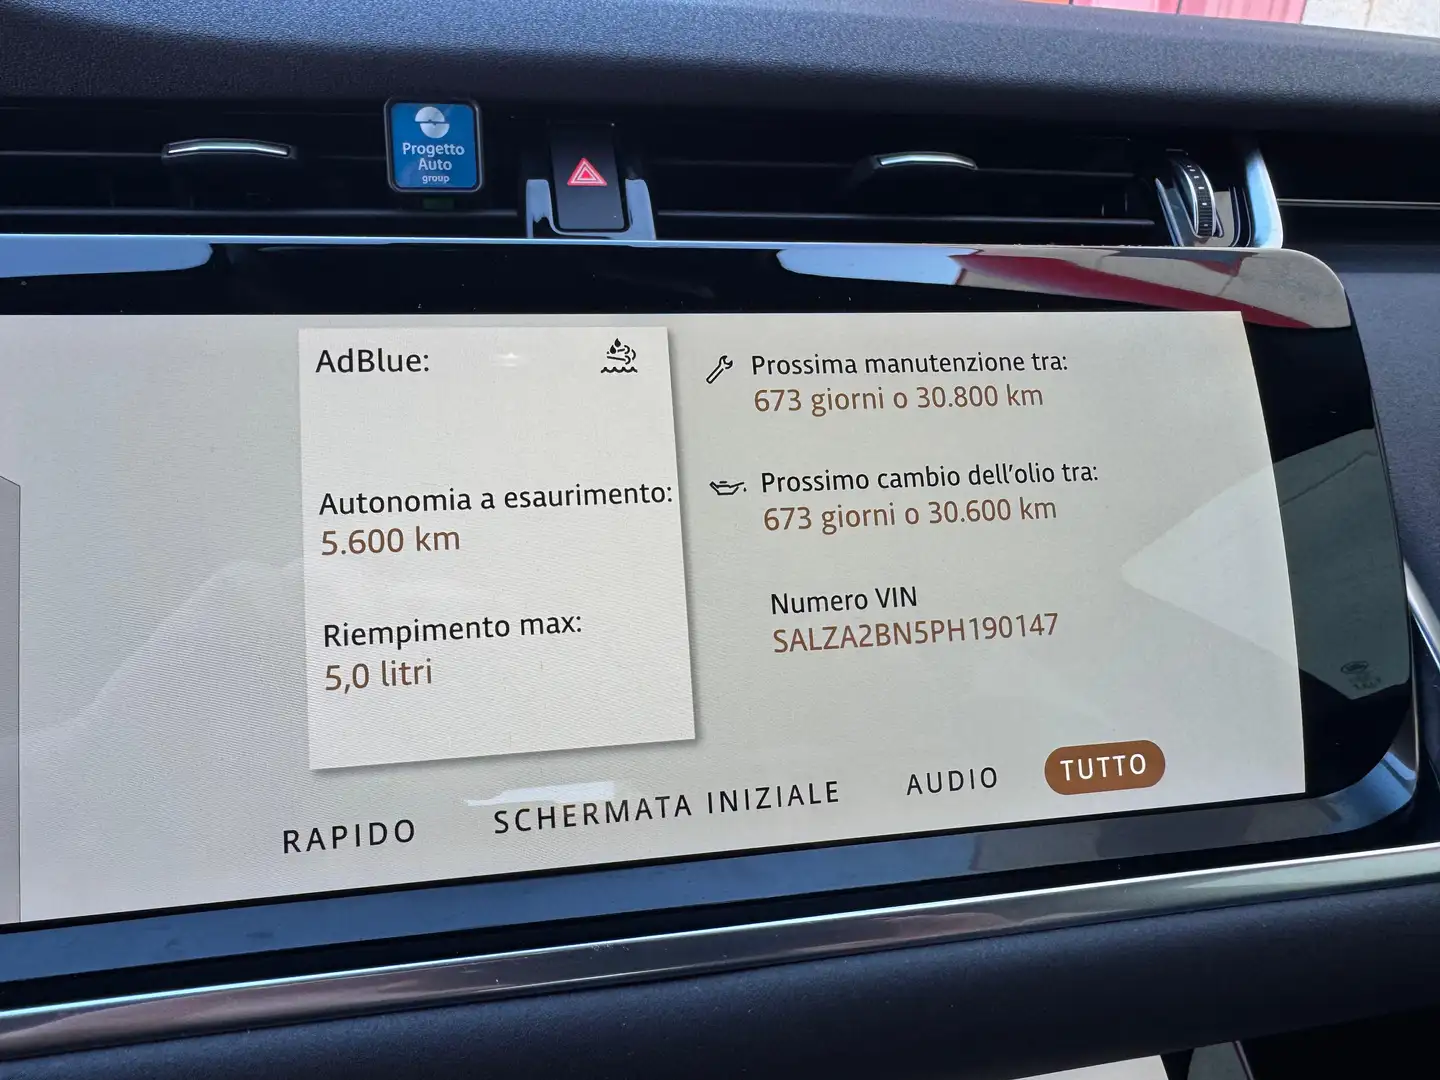 Progetto
Auto
group
AdBlue:
Autonomia a esaurimento:
5.600 km
Riempimento max:
5,0 litri
Prossima manutenzione tra:
673 giorni o 30.800 km
Prossimo cambio dell'olio tra:
673 giorni o 30.600 km
Numero VIN
SALZA2BN5PH190147
RAPIDO
SCHERMATA INIZIALE
AUDIO
TUTTO